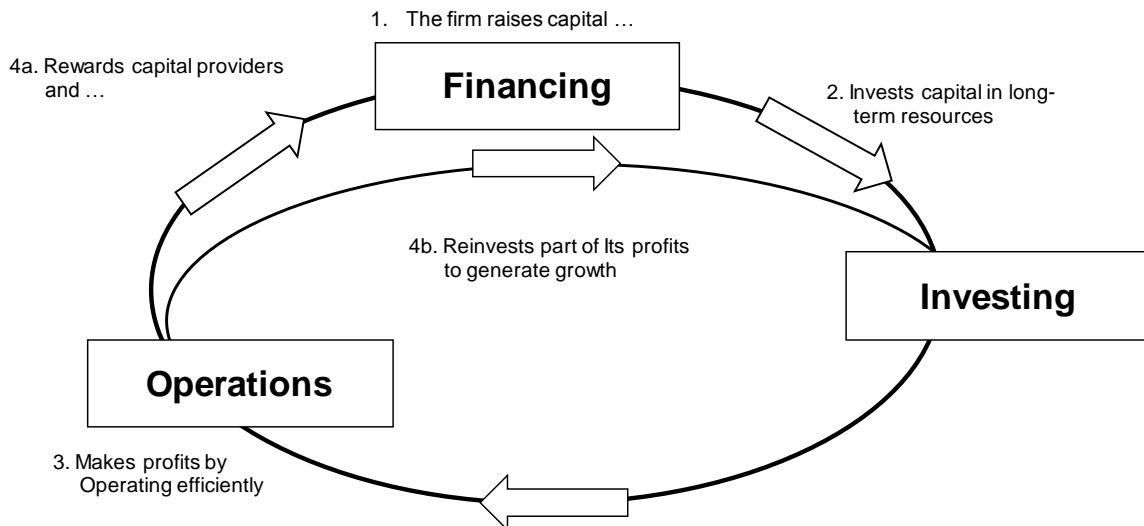 1. The firm raises capital …
Financing
2. Invests capital in long-
term resources
Investing
3. Makes profits by
Operating efficiently
Operations
4a. Rewards capital providers
and …
4b. Reinvests part of Its profits
to generate growth